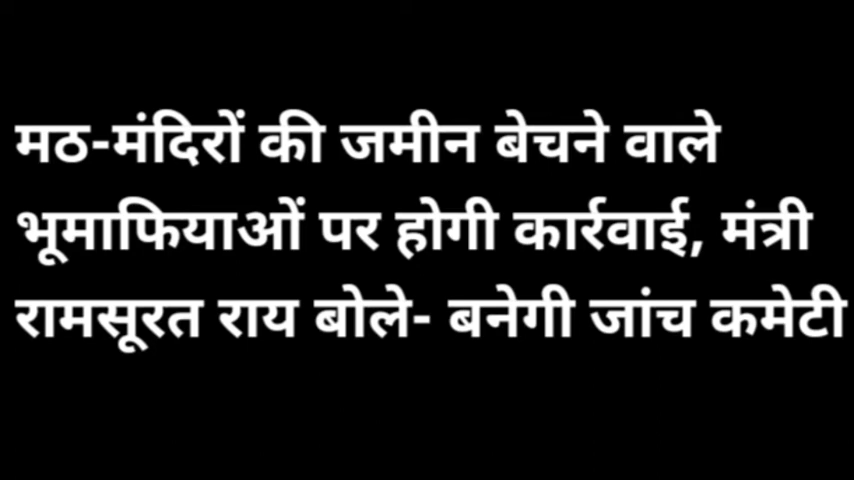 मठ-मंदिरों की जमीन बेचने वाले
भूमाफियाओं पर होगी कार्रवाई, मंत्री
रामसूरत राय बोले- बनेगी जांच कमेटी